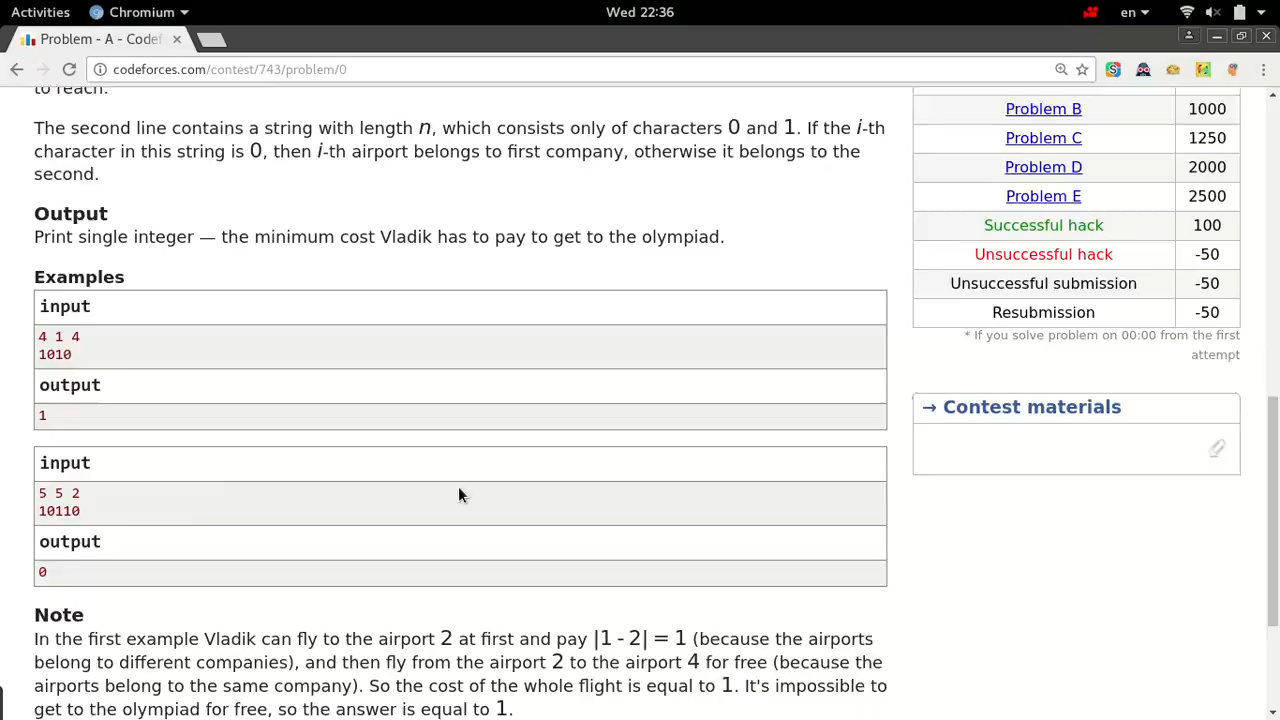 Activities Chromium Wed 22:36 en
Problem - A - Codef
codeforces.com/contest/743/problem/0
to reach.
The second line contains a string with length n, which consists only of characters 0 and 1. If the i-th
character in this string is 0, then i-th airport belongs to first company, otherwise it belongs to the
second.
Output
Print single integer — the minimum cost Vladik has to pay to get to the olympiad.
Examples
input
4 1 4
1010
output
1
input
5 5 2
10110
output
0
Note
In the first example Vladik can fly to the airport 2 at first and pay |1 - 2| = 1 (because the airports
belong to different companies), and then fly from the airport 2 to the airport 4 for free (because the
airports belong to the same company). So the cost of the whole flight is equal to 1. It's impossible to
get to the olympiad for free, so the answer is equal to 1.
Problem B 1000
Problem C 1250
Problem D 2000
Problem E 2500
Successful hack 100
Unsuccessful hack -50
Unsuccessful submission -50
Resubmission -50
* If you solve problem on 00:00 from the first
attempt
→ Contest materials